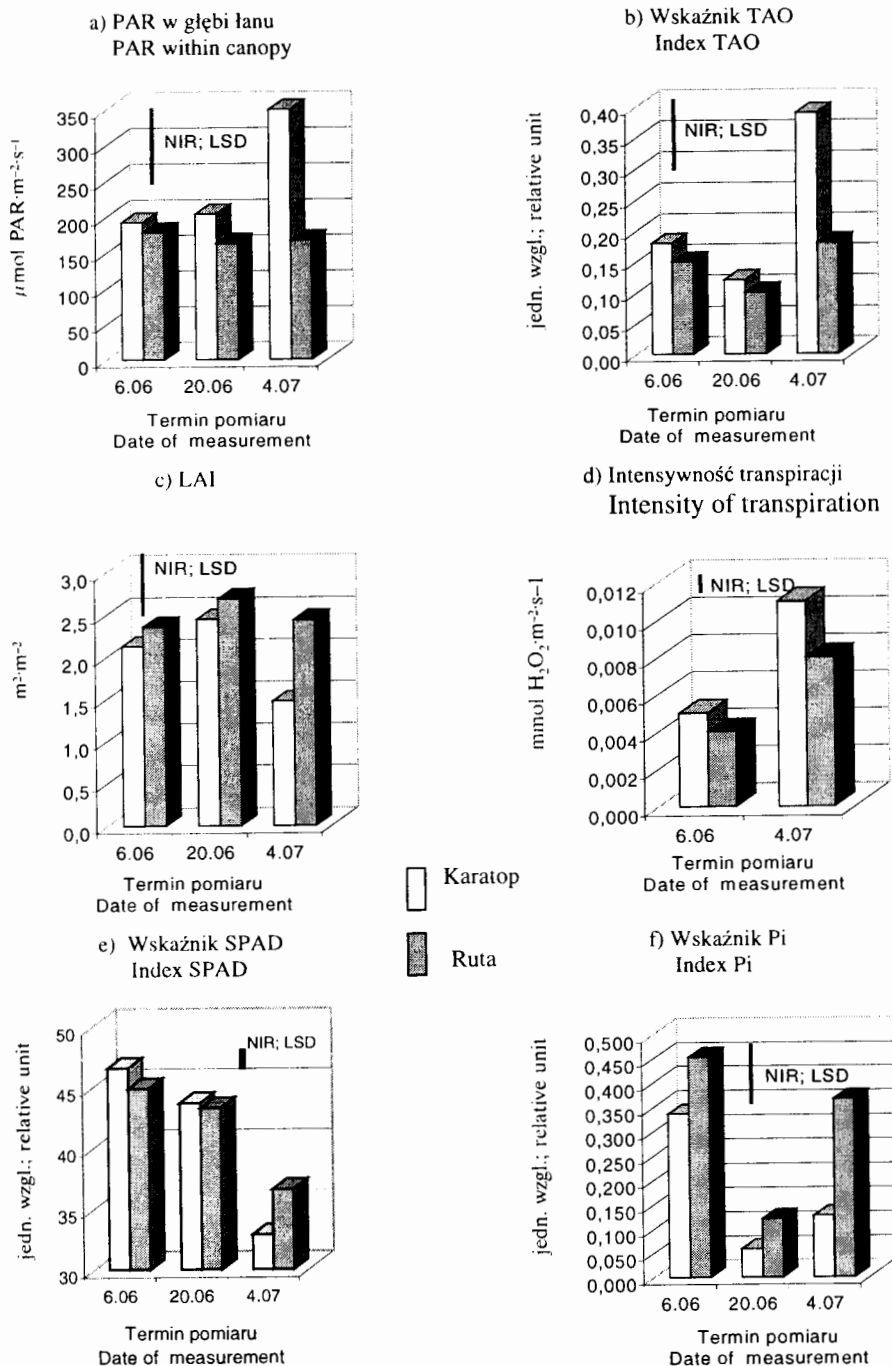 a) PAR w głębi łanu
PAR within canopy
μmol PAR·m⁻²·s⁻¹
350
300
250
200
150
100
50
0
NIR; LSD
6.06 20.06 4.07
Termin pomiaru
Date of measurement
b) Wskaźnik TAO
Index TAO
jedn. wzgl.; relative unit
0,40
0,35
0,30
0,25
0,20
0,15
0,10
0,05
0,00
NIR; LSD
6.06 20.06 4.07
Termin pomiaru
Date of measurement
c) LAI
m²·m⁻²
3,0
2,5
2,0
1,5
1,0
0,5
0,0
NIR; LSD
6.06 20.06 4.07
Termin pomiaru
Date of measurement
d) Intensywność transpiracji
Intensity of transpiration
mmol H₂O₂·m⁻²·s–1
0,012
0,010
0,008
0,006
0,004
0,002
0,000
NIR; LSD
6.06 4.07
Termin pomiaru
Date of measurement
Karatop
Ruta
e) Wskaźnik SPAD
Index SPAD
jedn. wzgl.; relative unit
50
45
40
35
30
NIR; LSD
6.06 20.06 4.07
Termin pomiaru
Date of measurement
f) Wskaźnik Pi
Index Pi
jedn. wzgl.; relative unit
0,500
0,450
0,400
0,350
0,300
0,250
0,200
0,150
0,100
0,050
0,000
NIR; LSD
6.06 20.06 4.07
Termin pomiaru
Date of measurement